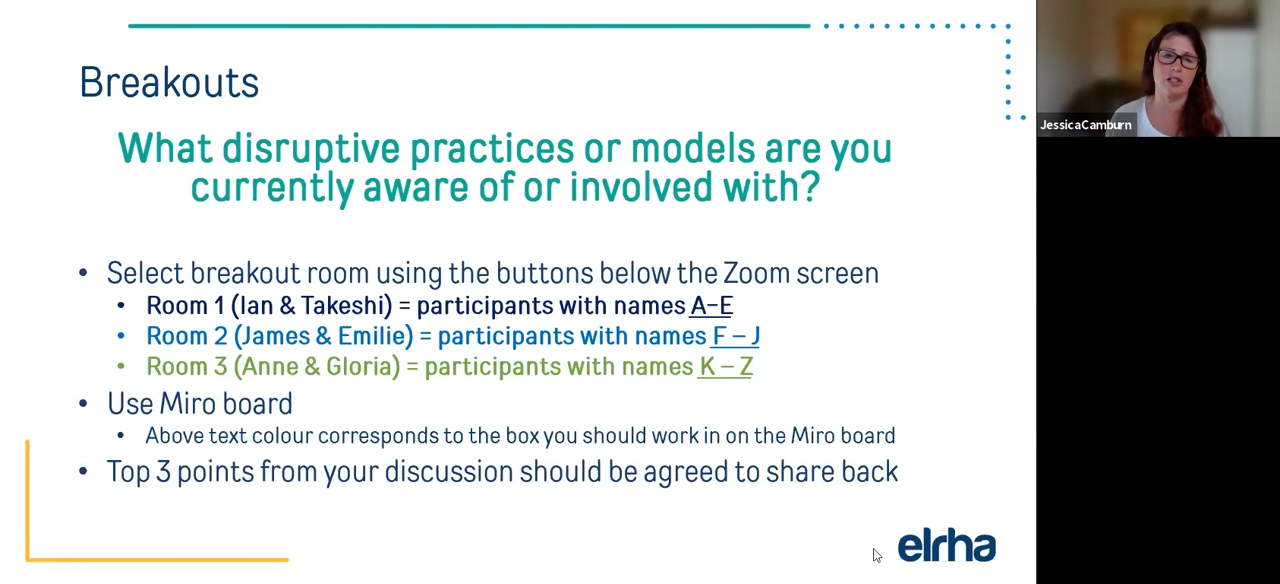 Breakouts
What disruptive practices or models are you
currently aware of or involved with?
• Select breakout room using the buttons below the Zoom screen
• Room 1 (Ian & Takeshi) = participants with names A–E
• Room 2 (James & Emilie) = participants with names F – J
• Room 3 (Anne & Gloria) = participants with names K – Z
• Use Miro board
• Above text colour corresponds to the box you should work in on the Miro board
• Top 3 points from your discussion should be agreed to share back
elrha
JessicaCamburn